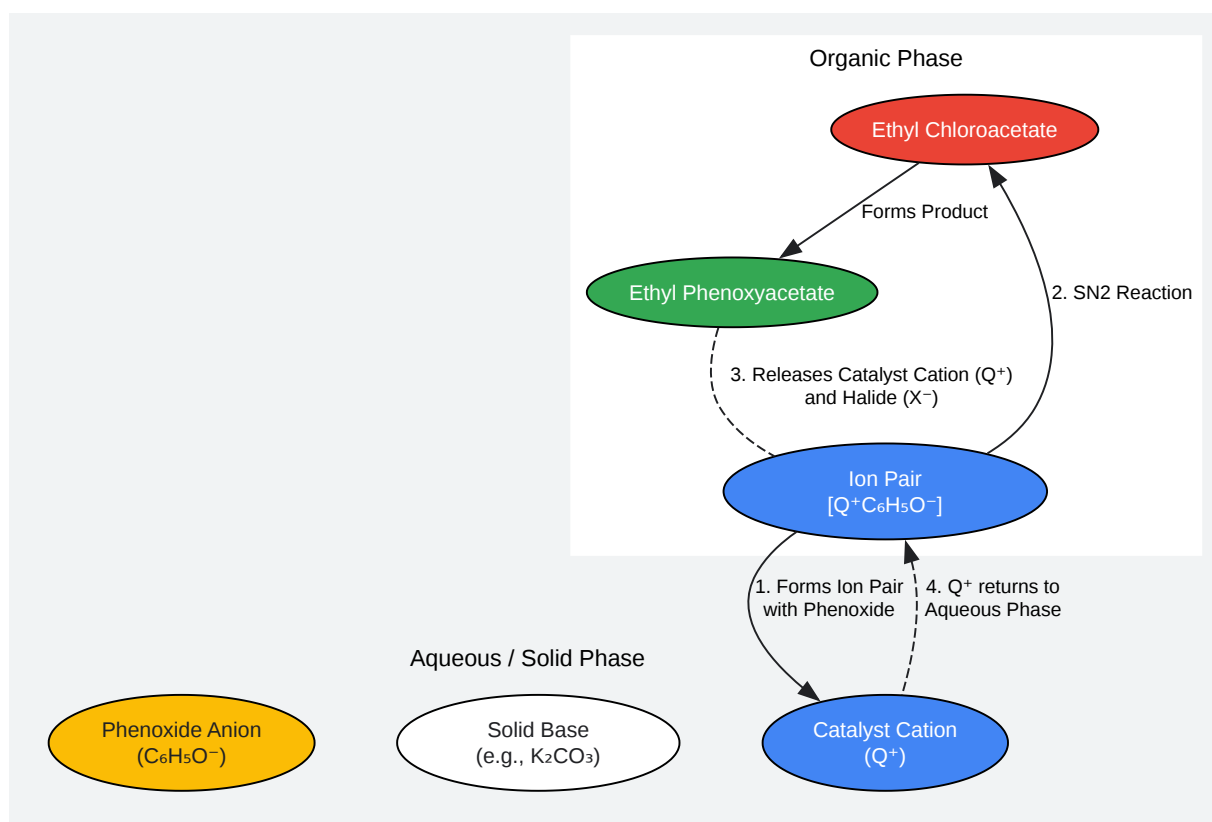 Organic Phase
Ethyl Chloroacetate
Forms Product
Ethyl Phenoxyacetate
2. SN2 Reaction
3. Releases Catalyst Cation (Q⁺)
and Halide (X⁻)
Ion Pair
[Q⁺C₆H₅O⁻]
1. Forms Ion Pair
with Phenoxide
4. Q⁺ returns to
Aqueous Phase
Aqueous / Solid Phase
Phenoxide Anion
(C₆H₅O⁻)
Solid Base
(e.g., K₂CO₃)
Catalyst Cation
(Q⁺)